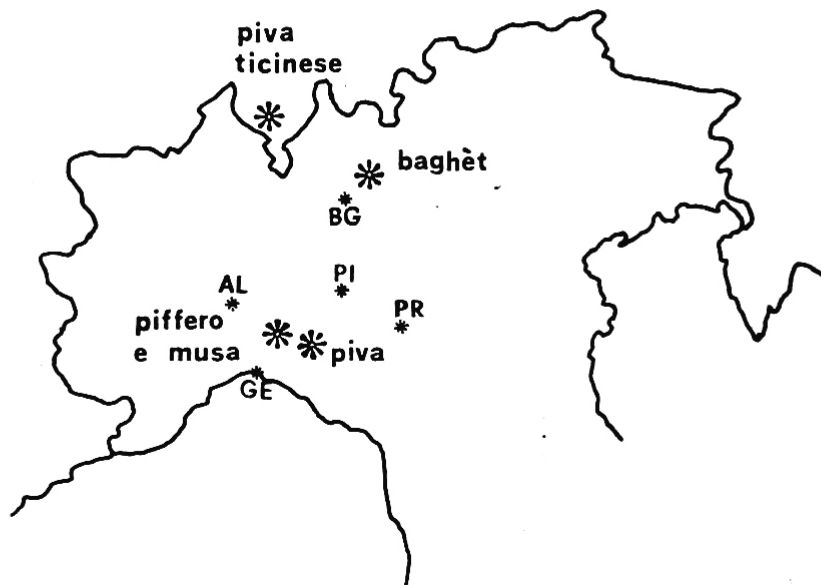 piva
ticinese
baghèt
BG
AL
PI
PR
piffero
e musa
piva
GE